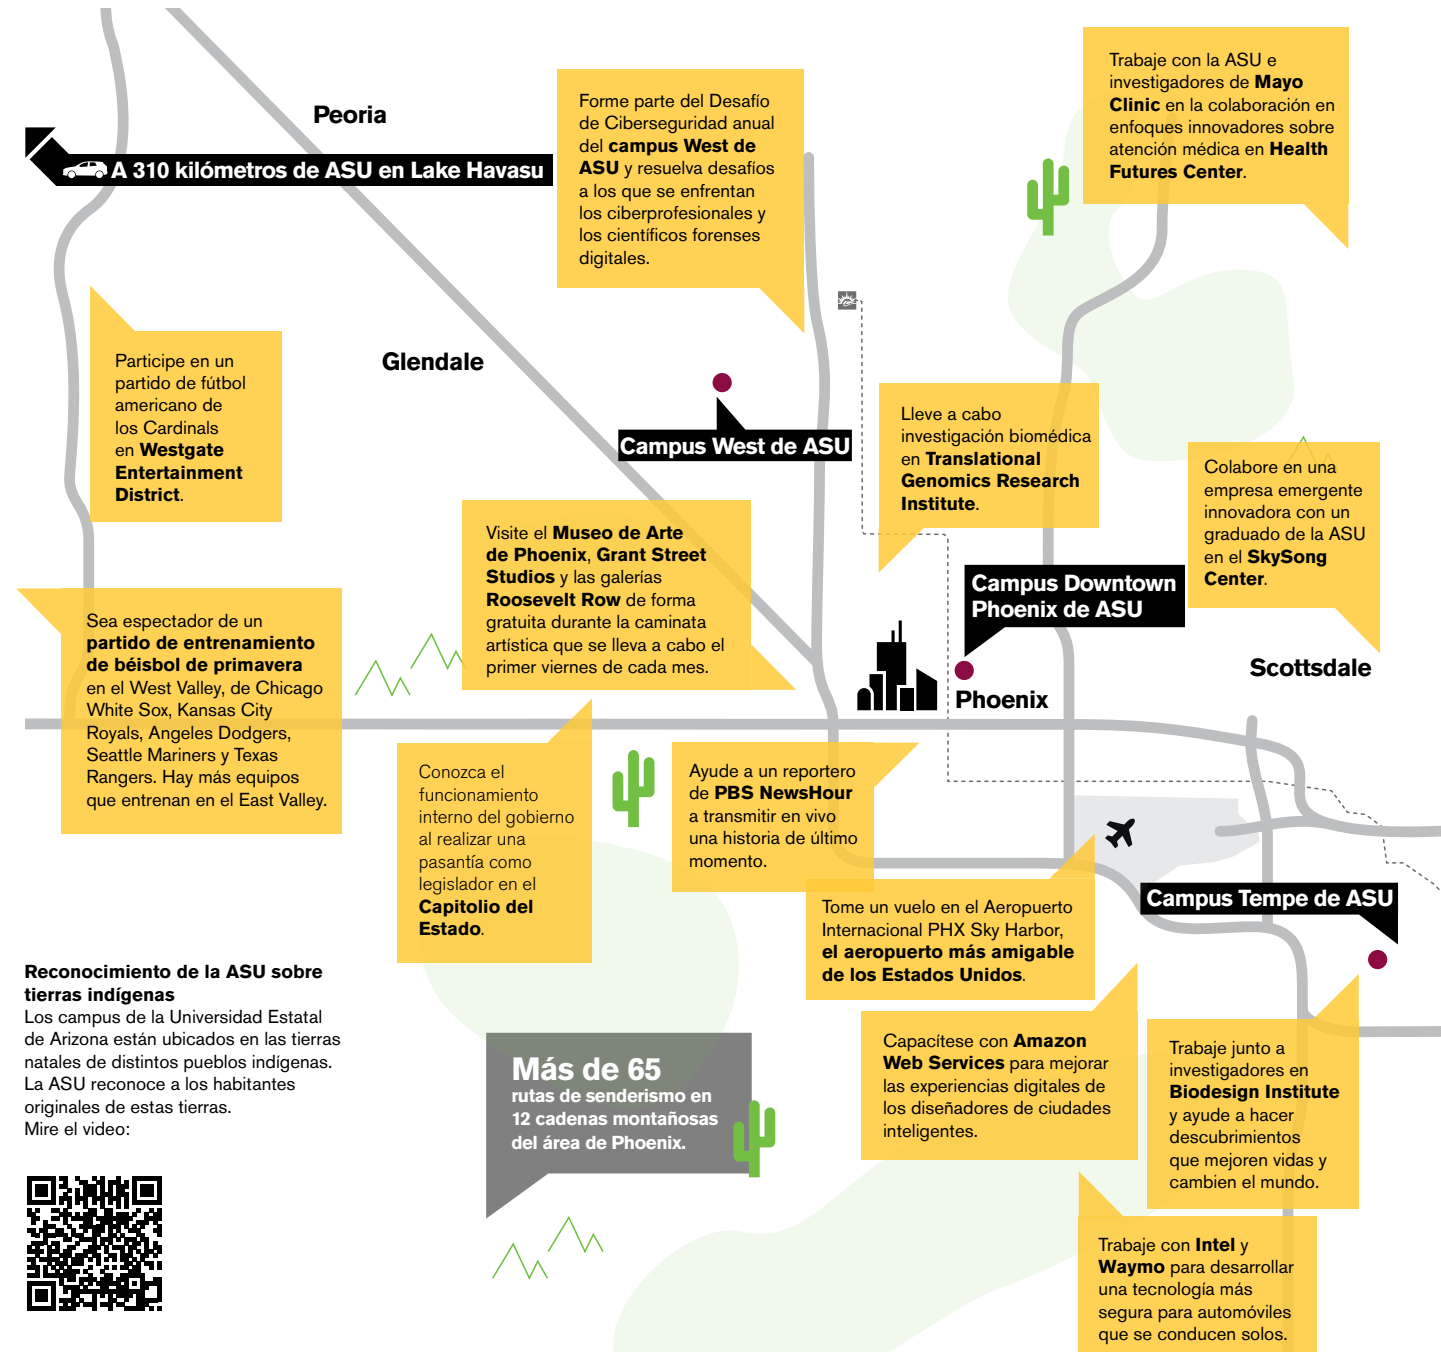 Peoria
A 310 kilómetros de ASU en Lake Havasu
Forme parte del Desafío
de Ciberseguridad anual
del campus West de
ASU y resuelva desafíos
a los que se enfrentan
los ciberprofesionales y
los científicos forenses
digitales.
Trabaje con la ASU e
investigadores de Mayo
Clinic en la colaboración en
enfoques innovadores sobre
atención médica en Health
Futures Center.
Participe en un
partido de fútbol
americano de
los Cardinals
en Westgate
Entertainment
District.
Glendale
Campus West de ASU
Lleve a cabo
investigación biomédica
en Translational
Genomics Research
Institute.
Colabore en una
empresa emergente
innovadora con un
graduado de la ASU
en el SkySong
Center.
Visite el Museo de Arte
de Phoenix, Grant Street
Studios y las galerías
Roosevelt Row de forma
gratuita durante la caminata
artística que se lleva a cabo el
primer viernes de cada mes.
Campus Downtown
Phoenix de ASU
Sea espectador de un
partido de entrenamiento
de béisbol de primavera
en el West Valley, de Chicago
White Sox, Kansas City
Royals, Angeles Dodgers,
Seattle Mariners y Texas
Rangers. Hay más equipos
que entrenan en el East Valley.
Scottsdale
Phoenix
Conozca el
funcionamiento
interno del gobierno
al realizar una
pasantía como
legislador en el
Capitolio del
Estado.
Ayude a un reportero
de PBS NewsHour
a transmitir en vivo
una historia de último
momento.
Tome un vuelo en el Aeropuerto
Internacional PHX Sky Harbor,
el aeropuerto más amigable
de los Estados Unidos.
Campus Tempe de ASU
Reconocimiento de la ASU sobre
tierras indígenas
Los campus de la Universidad Estatal
de Arizona están ubicados en las tierras
natales de distintos pueblos indígenas.
La ASU reconoce a los habitantes
originales de estas tierras.
Mire el video:
Más de 65
rutas de senderismo en
12 cadenas montañosas
del área de Phoenix.
Capacítese con Amazon
Web Services para mejorar
las experiencias digitales de
los diseñadores de ciudades
inteligentes.
Trabaje junto a
investigadores en
Biodesign Institute
y ayude a hacer
descubrimientos
que mejoren vidas y
cambien el mundo.
Trabaje con Intel y
Waymo para desarrollar
una tecnología más
segura para automóviles
que se conducen solos.